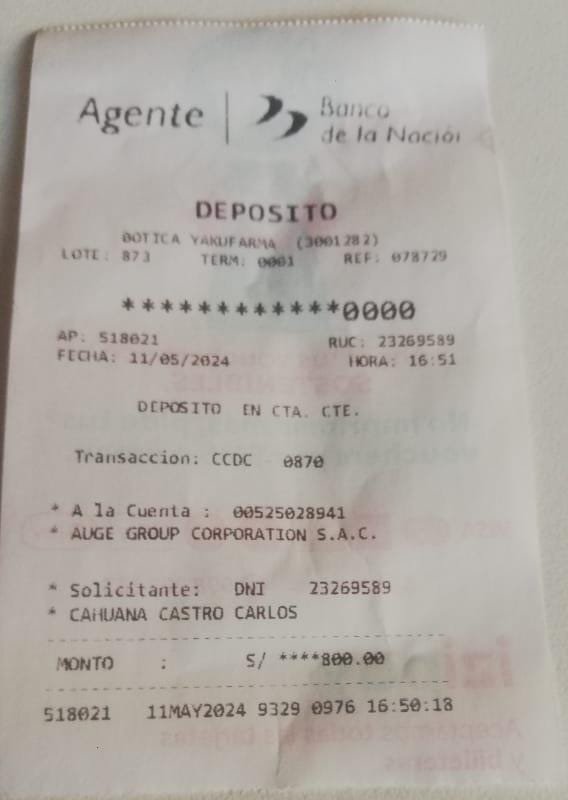 Agente
Banco
de la Nación
DEPOSITO
BOTICA YAKUFARMA (3001282)
LOTE: 873 TERM: 0001 REF: 078729
************0000
AP: 518021 RUC: 23269589
FECHA: 11/05/2024 HORA: 16:51
DEPOSITO EN CTA. CTE.
Transaccion: CCDC 0870
* A la Cuenta : 00525028941
* AUGE GROUP CORPORATION S.A.C.
* Solicitante: DNI 23269589
* CAHUANA CASTRO CARLOS
MONTO : S/ ****800.00
518021 11MAY2024 9329 0976 16:50:18